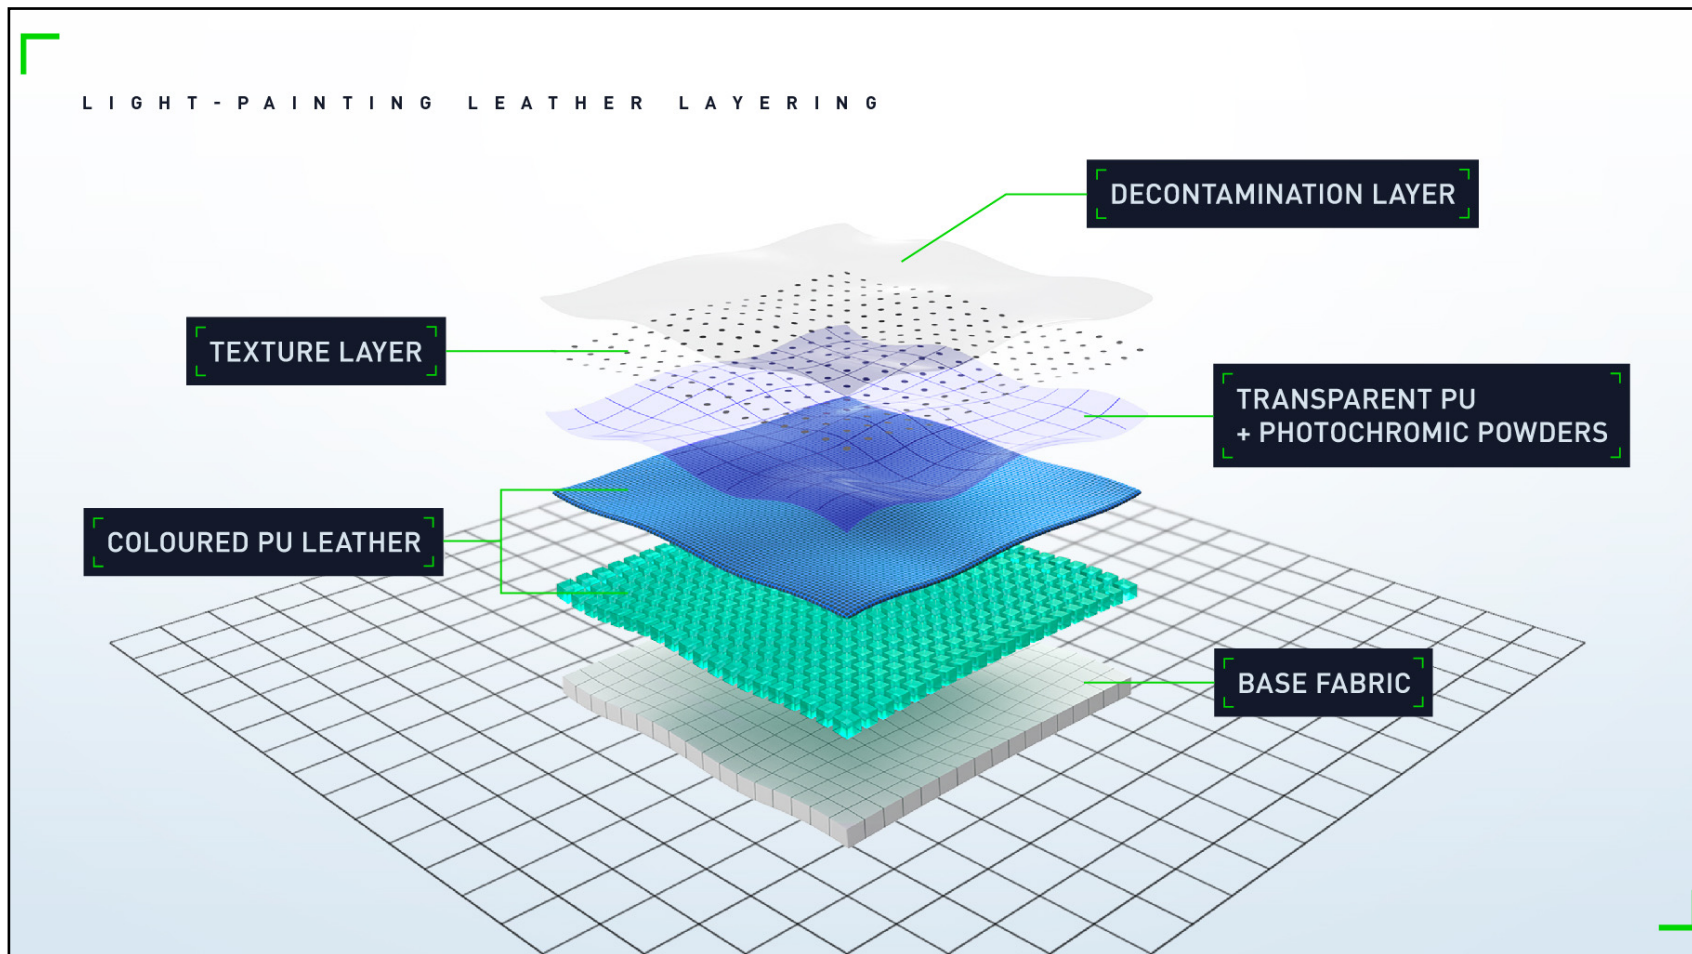 LIGHT-PAINTING LEATHER LAYERING
DECONTAMINATION LAYER
TEXTURE LAYER
TRANSPARENT PU
+ PHOTOCHROMIC POWDERS
COLOURED PU LEATHER
BASE FABRIC